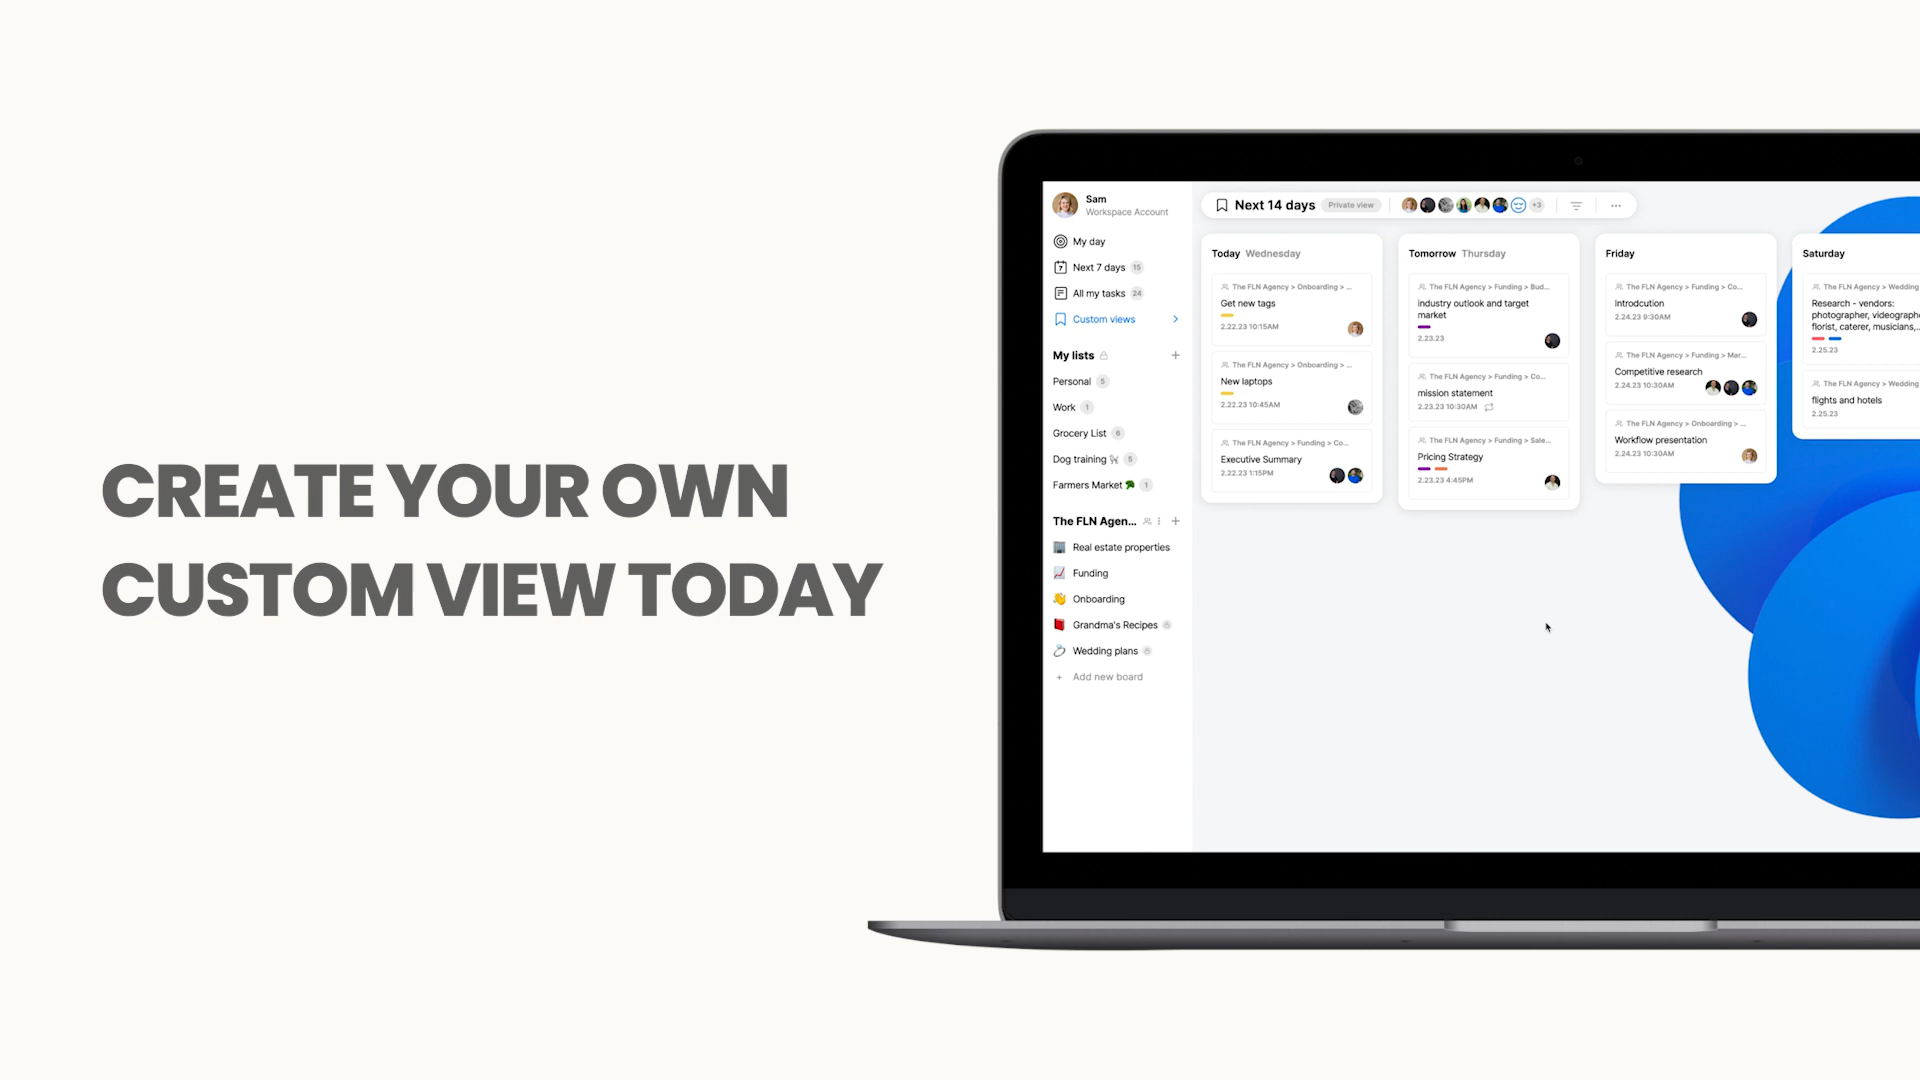 CREATE YOUR OWN
CUSTOM VIEW TODAY
Sam
Workspace Account
My day
7 Next 7 days 15
All my tasks 24
Custom views
My lists
Personal 5
Work 1
Grocery List 6
Dog training 5
Farmers Market 1
The FLN Agen...
Real estate properties
Funding
Onboarding
Grandma's Recipes
Wedding plans
+ Add new board
Next 14 days Private view +3
Today Wednesday
The FLN Agency > Onboarding > ...
Get new tags
2.22.23 10:15AM
The FLN Agency > Onboarding > ...
New laptops
2.22.23 10:45AM
The FLN Agency > Funding > Co...
Executive Summary
2.22.23 1:15PM
Tomorrow Thursday
The FLN Agency > Funding > Bud...
industry outlook and target
market
2.23.23
The FLN Agency > Funding > Co...
mission statement
2.23.23 10:30AM
The FLN Agency > Funding > Sale...
Pricing Strategy
2.23.23 4:45PM
Friday
The FLN Agency > Funding > Co...
Introdcution
2.24.23 9:30AM
The FLN Agency > Funding > Mar...
Competitive research
2.24.23 10:30AM
The FLN Agency > Onboarding > ...
Workflow presentation
2.24.23 10:30AM
Saturday
The FLN Agency > Wedding
Research - vendors:
photographer, videographe
florist, caterer, musicians,...
2.25.23
The FLN Agency > Wedding
flights and hotels
2.25.23